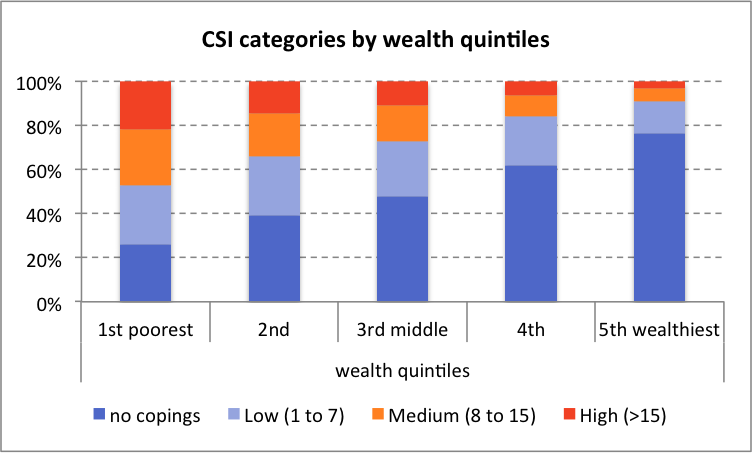 CSI categories by wealth quintiles
100%
80%
60%
40%
20%
0%
1st poorest 2nd 3rd middle 4th 5th wealthiest
wealth quintiles
no copings Low (1 to 7) Medium (8 to 15) High (>15)